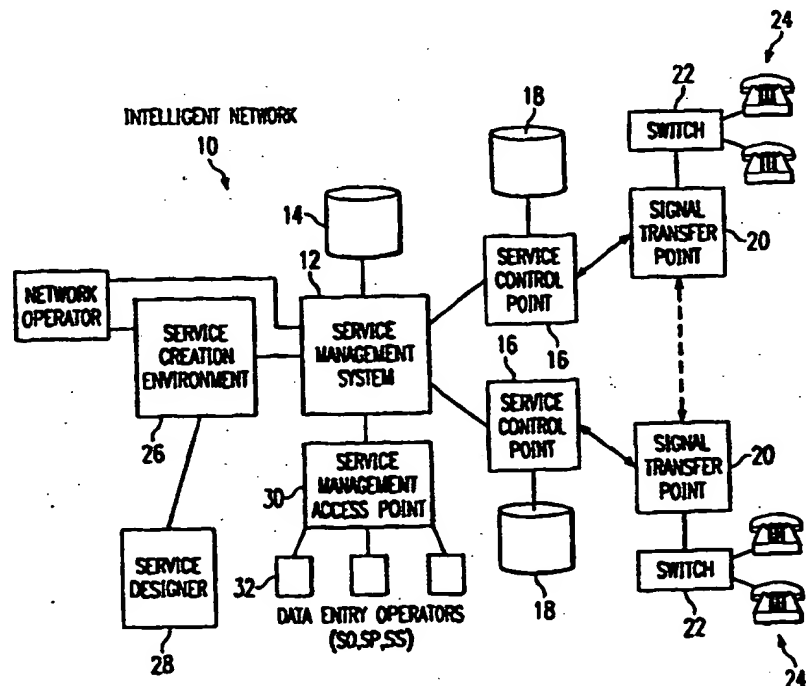 INTELLIGENT NETWORK
10
14
12
NETWORK
OPERATOR
SERVICE
CREATION
ENVIRONMENT
26
SERVICE
DESIGNER
28
SERVICE
MANAGEMENT
SYSTEM
30
SERVICE
MANAGEMENT
ACCESS POINT
32
DATA ENTRY OPERATORS
(SO,SP,SS)
18
SERVICE
CONTROL
POINT
16
16
SERVICE
CONTROL
POINT
18
24
22
SWITCH
SIGNAL
TRANSFER
POINT
20
SIGNAL
TRANSFER
POINT
20
SWITCH
22
24